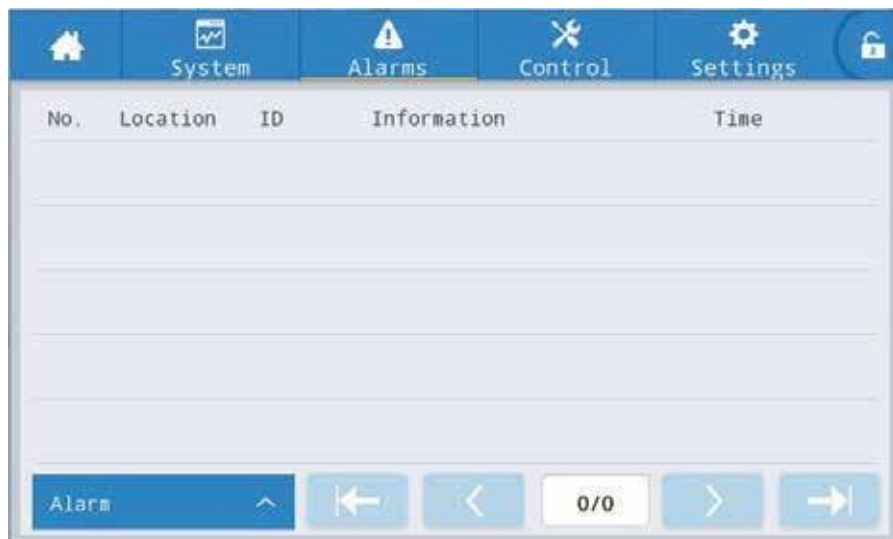 System Alarms Control Settings
No. Location ID Information Time
Alarm 0/0